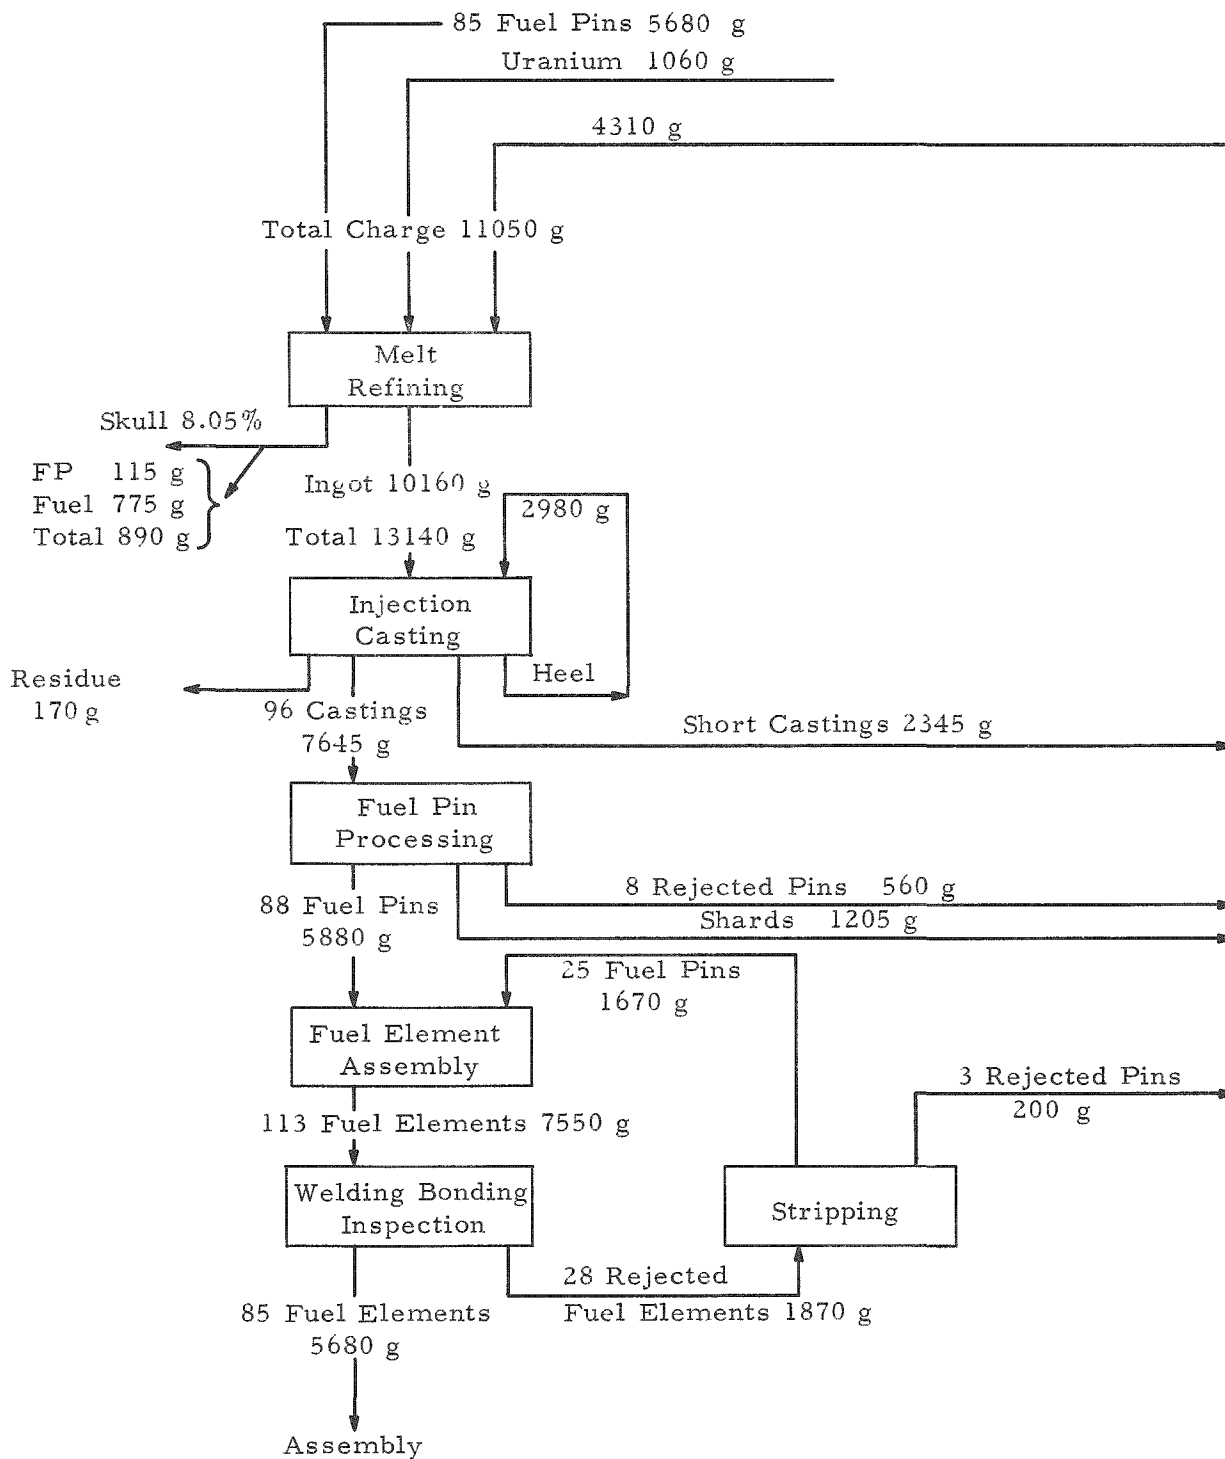 85 Fuel Pins 5680 g
Uranium 1060 g
4310 g
Total Charge 11050 g
Melt
Refining
Skull 8.05%
FP 115 g
Fuel 775 g
Total 890 g
Ingot 10160 g
2980 g
Total 13140 g
Injection
Casting
Heel
Residue
170 g
96 Castings
7645 g
Short Castings 2345 g
Fuel Pin
Processing
8 Rejected Pins 560 g
Shards 1205 g
88 Fuel Pins
5880 g
25 Fuel Pins
1670 g
Fuel Element
Assembly
3 Rejected Pins
200 g
113 Fuel Elements 7550 g
Welding Bonding
Inspection
Stripping
28 Rejected
Fuel Elements 1870 g
85 Fuel Elements
5680 g
Assembly